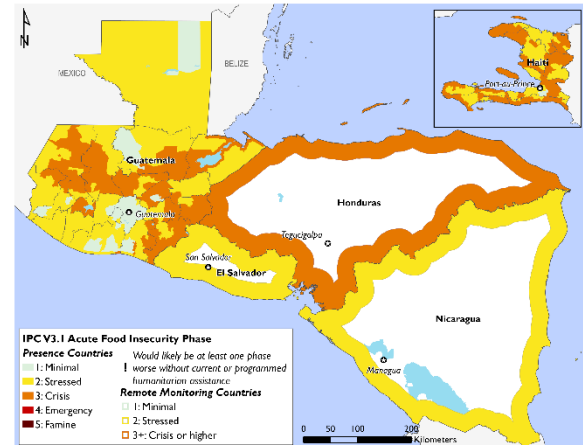 N
MEXICO
BELIZE
Haiti
Port-au-Prince
Guatemala
Guatemala
Honduras
Tegucigalpa
San Salvador
El Salvador
Nicaragua
Managua
IPC V3.1 Acute Food Insecurity Phase
Presence Countries
1: Minimal
2: Stressed
3: Crisis
4: Emergency
5: Famine
Would likely be at least one phase
! worse without current or programmed
humanitarian assistance
Remote Monitoring Countries
1: Minimal
2: Stressed
3+: Crisis or higher
0 50 100 200
Kilometers